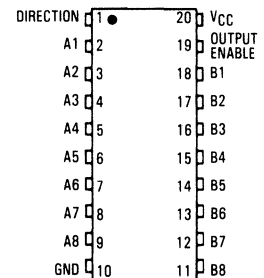 DIRECTION 1 20 VCC
A1 2 19 OUTPUT ENABLE
A2 3 18 B1
A3 4 17 B2
A4 5 16 B3
A5 6 15 B4
A6 7 14 B5
A7 8 13 B6
A8 9 12 B7
GND 10 11 B8